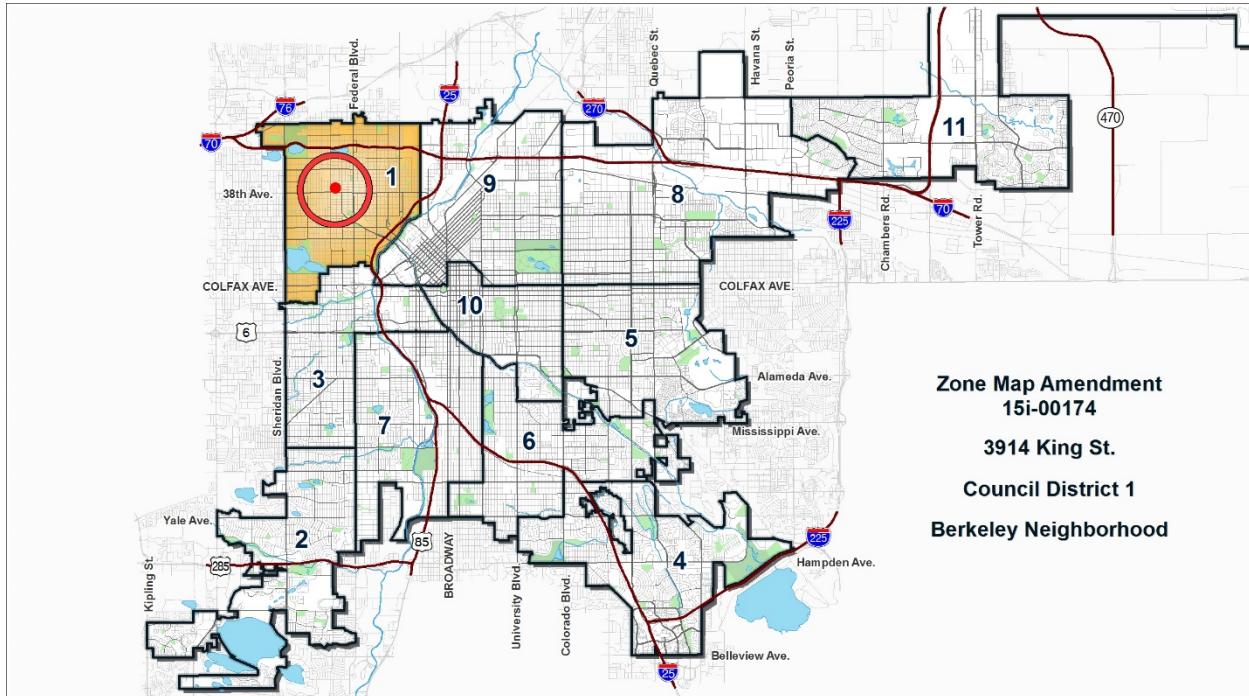 Federal Blvd.
Quebec St.
Havana St.
Peoria St.
76
25
270
70
11
470
1
9
38th Ave.
8
225
70
Chambers Rd.
Tower Rd.
COLFAX AVE.
COLFAX AVE.
10
6
5
Sheridan Blvd.
3
Alameda Ave.
7
Mississippi Ave.
6
Yale Ave.
2
85
4
225
285
Hampden Ave.
Kipling St.
BROADWAY
University Blvd.
Colorado Blvd.
Belleview Ave.
25
Zone Map Amendment
15i-00174
3914 King St.
Council District 1
Berkeley Neighborhood